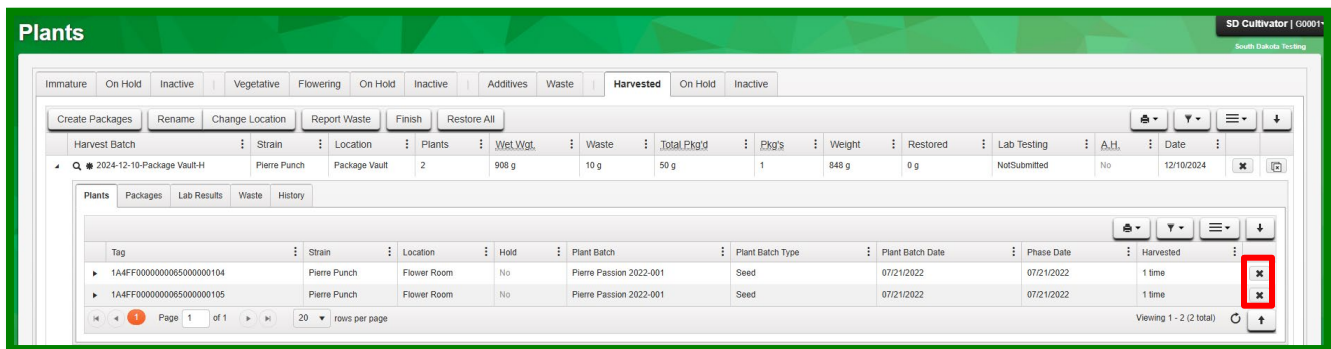 Plants
SD Cultivator | G0001
South Dakota Testing
Immature On Hold Inactive | Vegetative Flowering On Hold Inactive | Additives Waste | Harvested On Hold Inactive
Create Packages Rename Change Location Report Waste Finish Restore All
Harvest Batch Strain Location Plants Wet Wgt. Waste Total Pkg'd Pkg's Weight Restored Lab Testing A.H. Date
2024-12-10-Package Vault-H Pierre Punch Package Vault 2 908 g 10 g 50 g 1 848 g 0 g NotSubmitted No 12/10/2024
Plants Packages Lab Results Waste History
Tag Strain Location Hold Plant Batch Plant Batch Type Plant Batch Date Phase Date Harvested
1A4FF0000000065000000104 Pierre Punch Flower Room No Pierre Passion 2022-001 Seed 07/21/2022 07/21/2022 1 time
1A4FF0000000065000000105 Pierre Punch Flower Room No Pierre Passion 2022-001 Seed 07/21/2022 07/21/2022 1 time
1 Page 1 of 1 20 rows per page Viewing 1 - 2 (2 total)